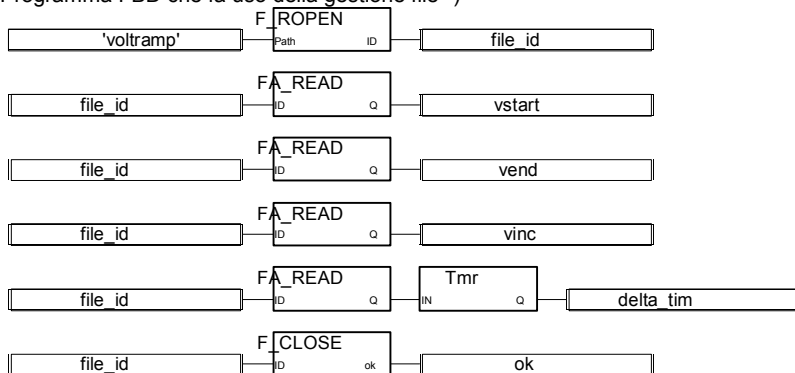 Programma FBD che fa uso della gestione file *)
F_ROPEN
'voltramp' Path ID file_id
FA_READ
file_id ID Q vstart
FA_READ
file_id ID Q vend
FA_READ
file_id ID Q vinc
FA_READ Tmr
file_id ID Q IN Q delta_tim
F_CLOSE
file_id ID ok ok